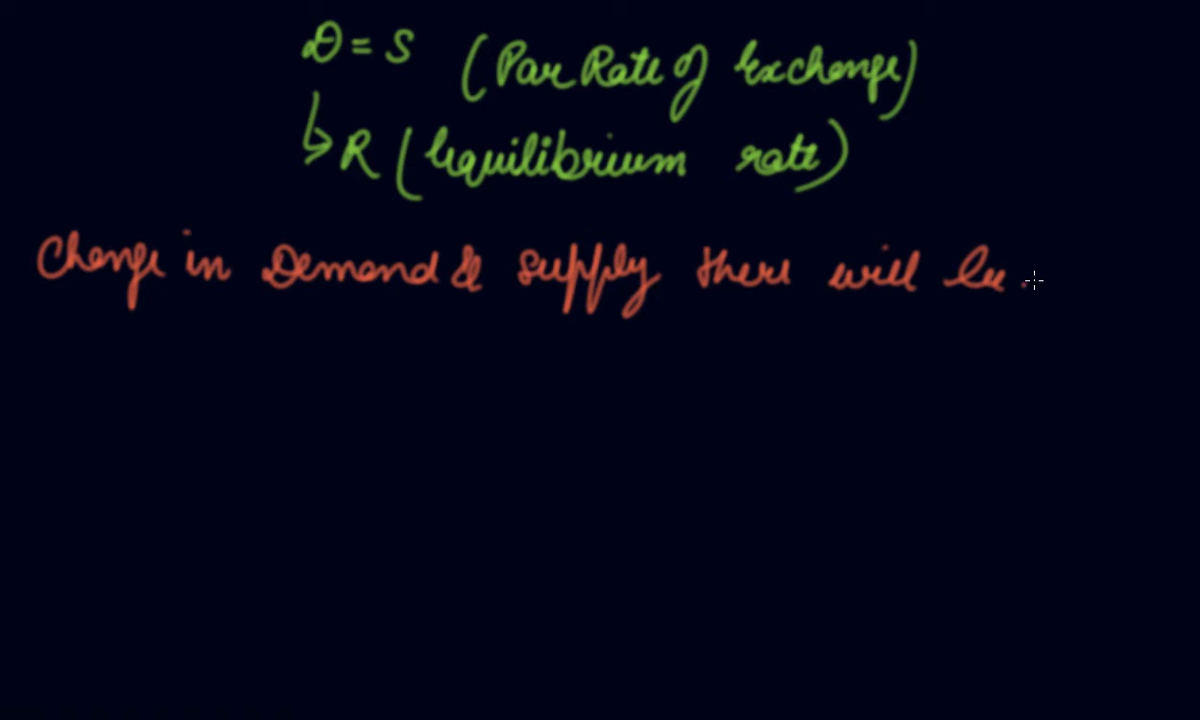 D = S (Par Rate of Exchange)
↳ R (Equilibrium rate)
Change in Demand & Supply there will be